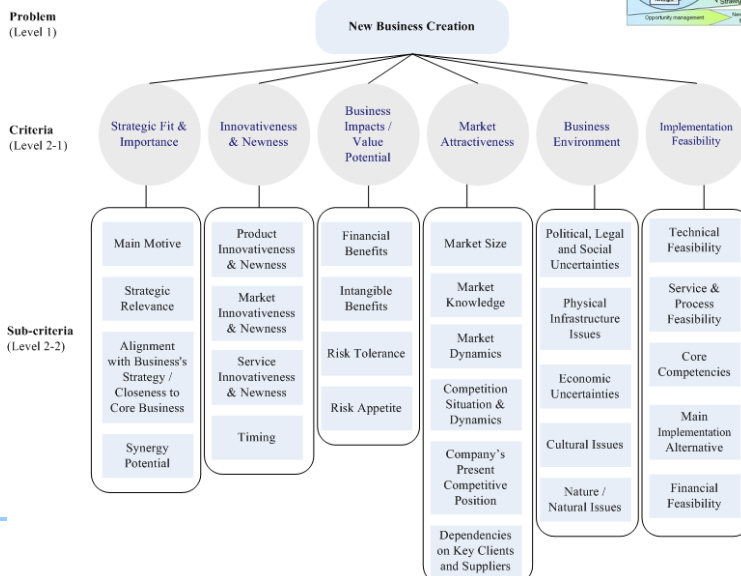 Problem
(Level 1)
New Business Creation
Strategy
Opportunity management
New
Criteria
(Level 2-1)
Strategic Fit &
Importance
Innovativeness
& Newness
Business
Impacts /
Value
Potential
Market
Attractiveness
Business
Environment
Implementation
Feasibility
Sub-criteria
(Level 2-2)
Main Motive
Strategic
Relevance
Alignment
with Business's
Strategy /
Closeness to
Core Business
Synergy
Potential
Product
Innovativeness
& Newness
Market
Innovativeness
& Newness
Service
Innovativeness
& Newness
Timing
Financial
Benefits
Intangible
Benefits
Risk Tolerance
Risk Appetite
Market Size
Market
Knowledge
Market
Dynamics
Competition
Situation &
Dynamics
Company's
Present
Competitive
Position
Dependencies
on Key Clients
and Suppliers
Political, Legal
and Social
Uncertainties
Physical
Infrastructure
Issues
Economic
Uncertainties
Cultural Issues
Nature /
Natural Issues
Technical
Feasibility
Service &
Process
Feasibility
Core
Competencies
Main
Implementation
Alternative
Financial
Feasibility